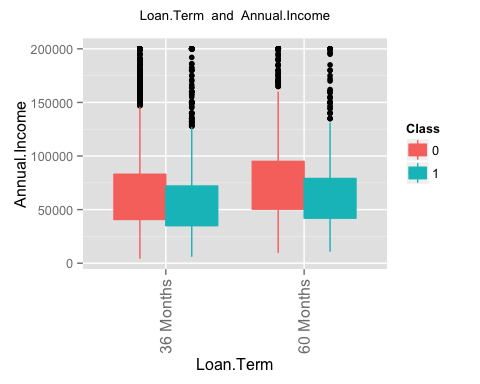 Loan.Term and Annual.Income
200000
150000
100000
50000
0
Annual.Income
36 Months
60 Months
Loan.Term
Class
0
1